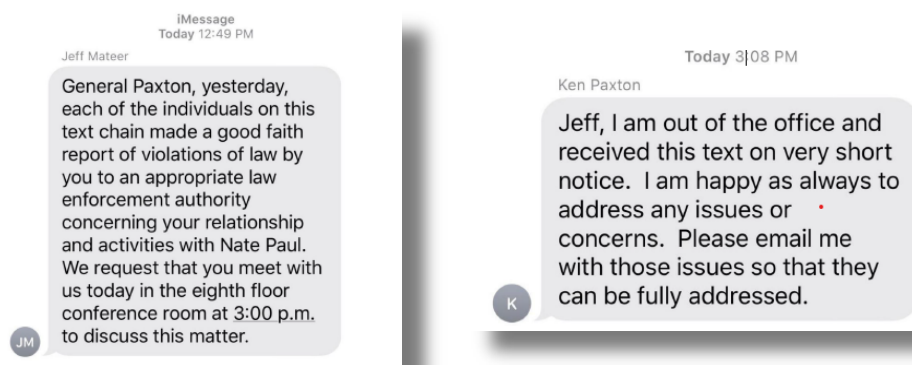 iMessage
Today 12:49 PM
Jeff Mateer
General Paxton, yesterday,
each of the individuals on this
text chain made a good faith
report of violations of law by
you to an appropriate law
enforcement authority
concerning your relationship
and activities with Nate Paul.
We request that you meet with
us today in the eighth floor
conference room at 3:00 p.m.
to discuss this matter.
JM
Today 3:08 PM
Ken Paxton
Jeff, I am out of the office and
received this text on very short
notice. I am happy as always to
address any issues or
concerns. Please email me
with those issues so that they
can be fully addressed.
K